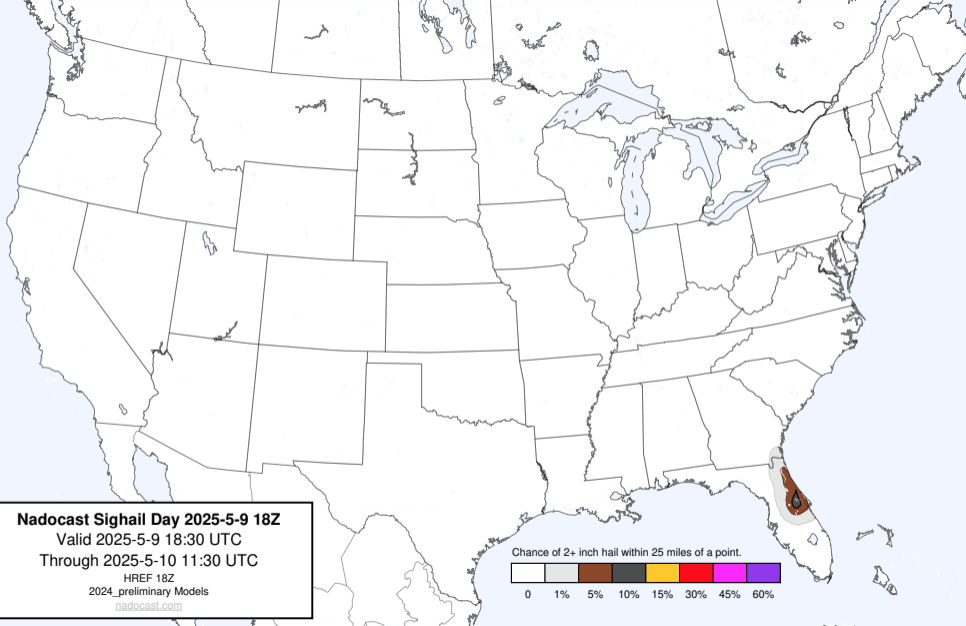 Nadocast Sighail Day 2025-5-9 18Z
Valid 2025-5-9 18:30 UTC
Through 2025-5-10 11:30 UTC
HREF 18Z
2024_preliminary Models
nadocast.com
Chance of 2+ inch hail within 25 miles of a point.
0 1% 5% 10% 15% 30% 45% 60%